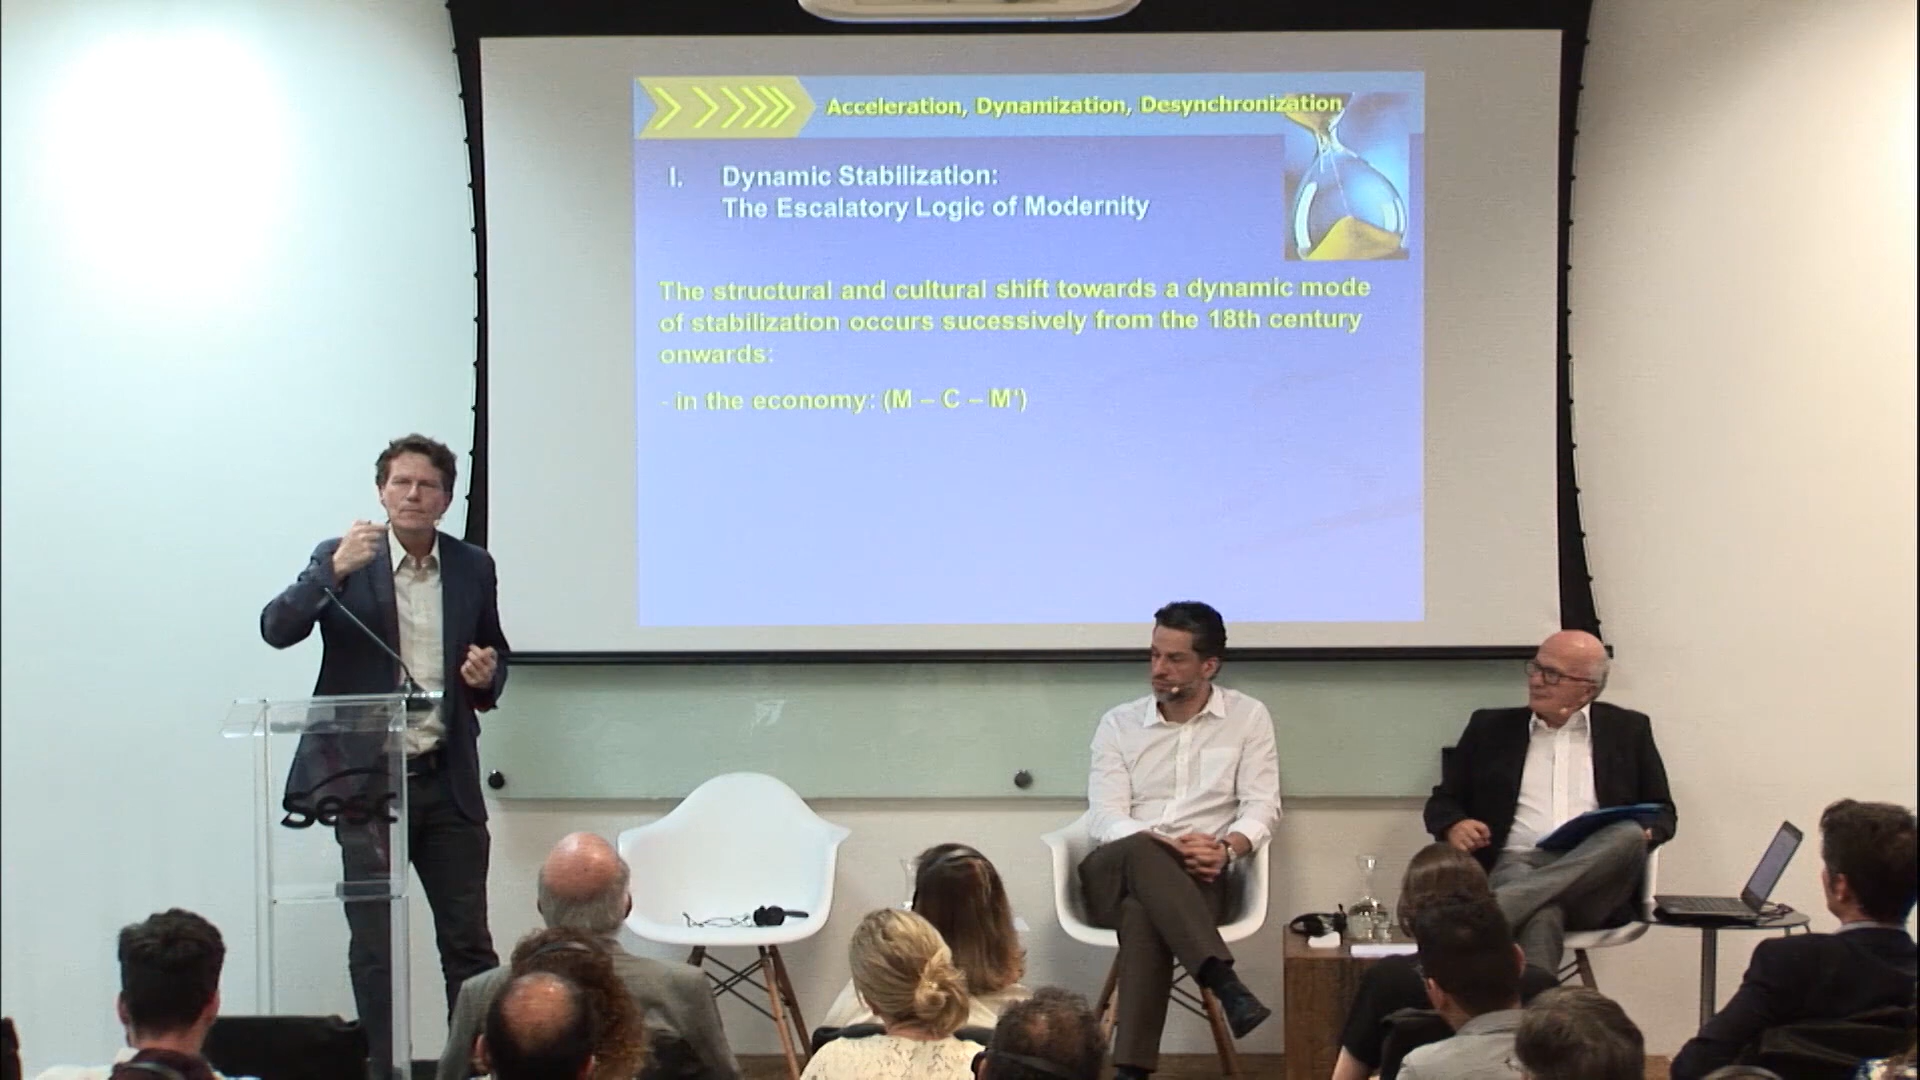 Acceleration, Dynamization, Desynchronization
I. Dynamic Stabilization:
The Escalatory Logic of Modernity
The structural and cultural shift towards a dynamic mode
of stabilization occurs sucessively from the 18th century
onwards:
- in the economy: (M – C – M')
sesc